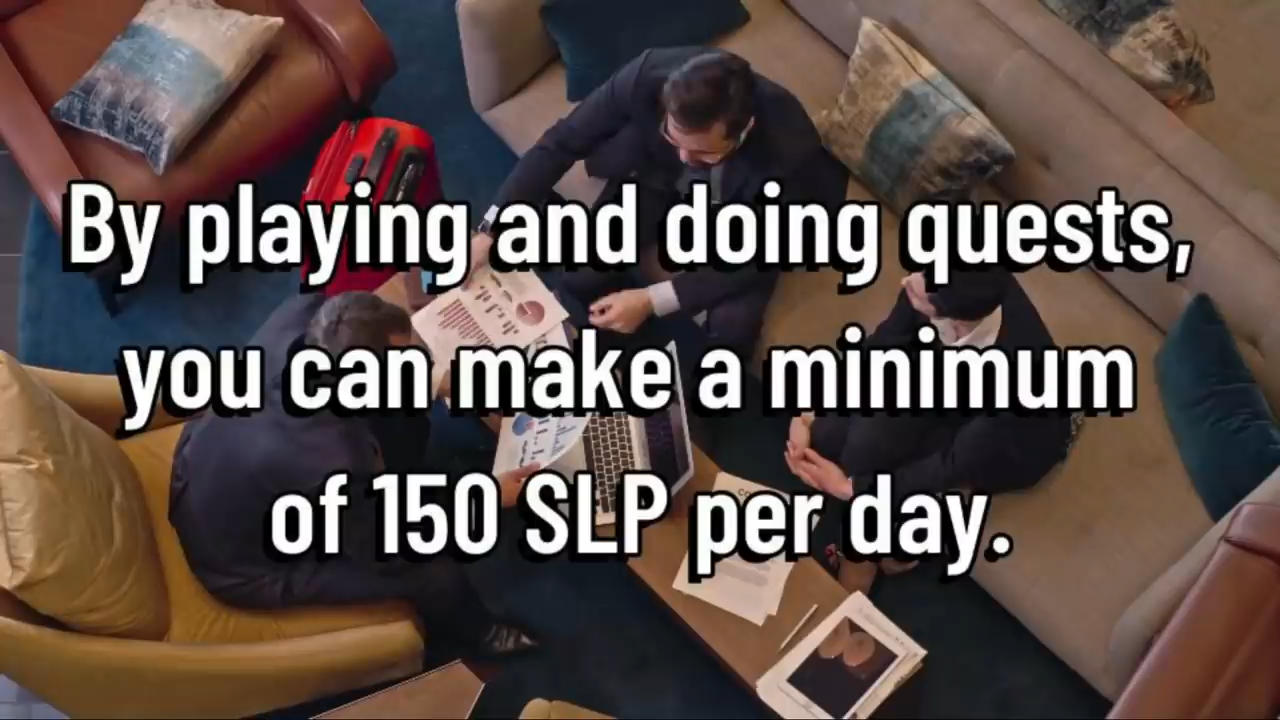 By playing and doing quests,
you can make a minimum
of 150 SLP per day.